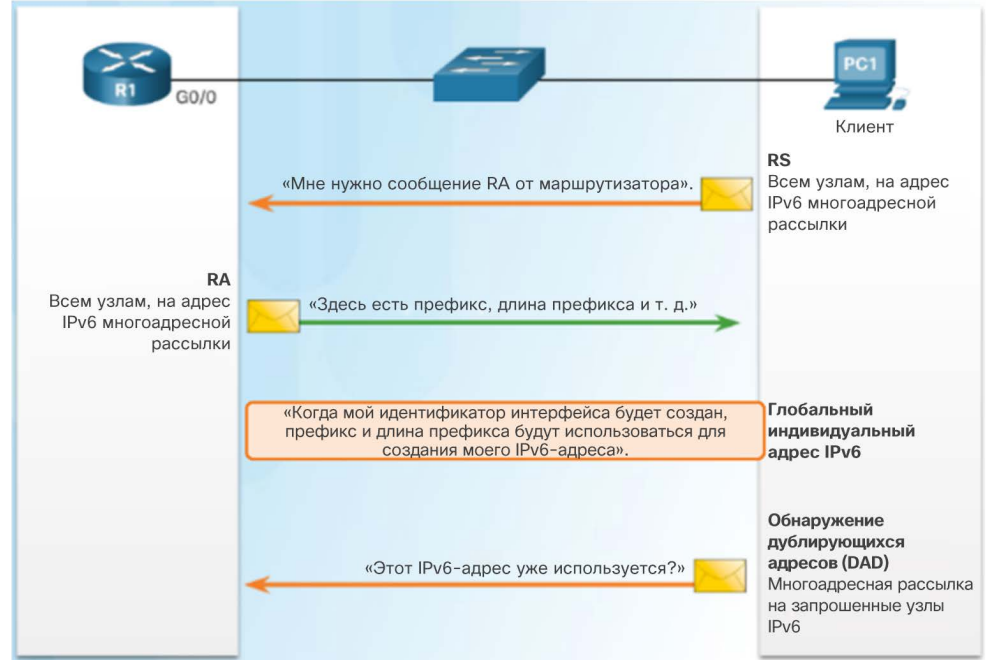 R1
G0/0
PC1
Клиент
«Мне нужно сообщение RA от маршрутизатора».
RS
Всем узлам, на адрес
IPv6 многоадресной
рассылки
RA
Всем узлам, на адрес
IPv6 многоадресной
рассылки
«Здесь есть префикс, длина префикса и т. д.»
«Когда мой идентификатор интерфейса будет создан,
префикс и длина префикса будут использоваться для
создания моего IPv6-адреса».
Глобальный
индивидуальный
адрес IPv6
«Этот IPv6-адрес уже используется?»
Обнаружение
дублирующихся
адресов (DAD)
Многоадресная рассылка
на запрошенные узлы
IPv6